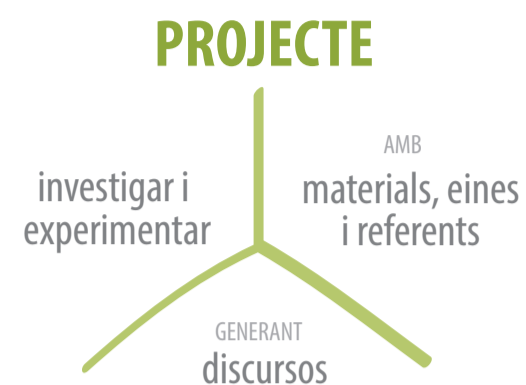 PROJECTE
investigar i
experimentar
AMB
materials, eines
i referents
GENERANT
discursos